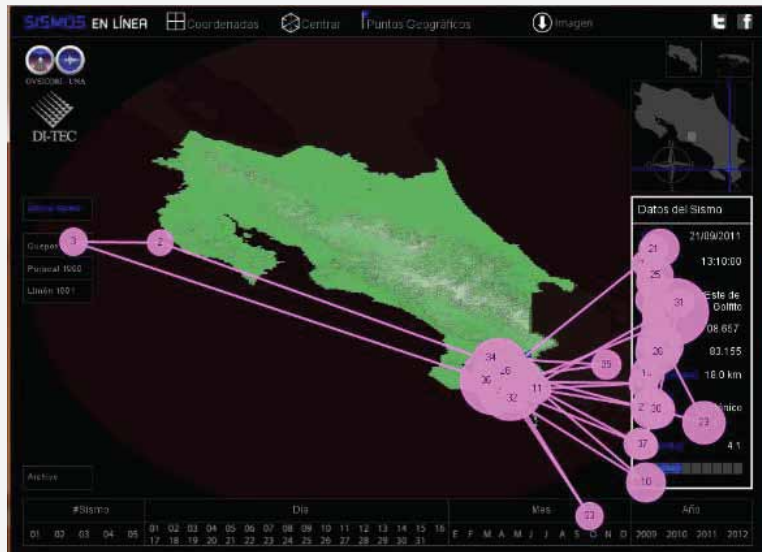 SISMOS EN LÍNEA Coordenadas Centrar Puntos Geográficos Imagen
OVSICORI - UNA
DI-TEC
Limón 1991
Archivo
Datos del Sismo
21/09/2011
13:10:00
Este de
Golfito
08.657
83.155
18.0 km
4.1
3
2
34
36
32
11
35
21
25
31
30
23
37
10
33
#Sismo Día Mes Año
01 02 03 04 05
01 02 03 04 05 06 07 08 09 10 11 12 13 14 15 16
17 18 19 20 21 22 23 24 25 26 27 28 29 30 31
E F M A M J J A S O N D
2009 2010 2011 2012